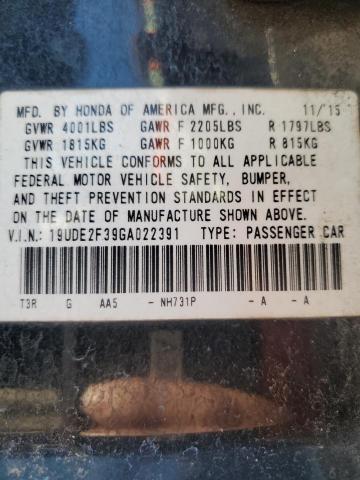 MFD. BY HONDA OF AMERICA MFG., INC. 11/15
GVWR 4001LBS GAWR F 2205LBS R 1797LBS
GVWR 1815KG GAWR F 1000KG R 815KG
THIS VEHICLE CONFORMS TO ALL APPLICABLE
FEDERAL MOTOR VEHICLE SAFETY, BUMPER,
AND THEFT PREVENTION STANDARDS IN EFFECT
ON THE DATE OF MANUFACTURE SHOWN ABOVE.
V.I.N.: 19UDE2F39GA022391 TYPE: PASSENGER CAR
T3R G AA5 - NH731P - A - A